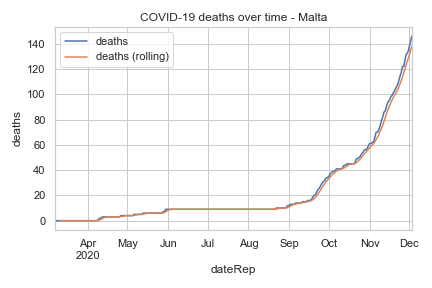 COVID-19 deaths over time - Malta
deaths
deaths (rolling)
140
120
100
80
60
40
20
0
deaths
Apr May Jun Jul Aug Sep Oct Nov Dec
2020
dateRep